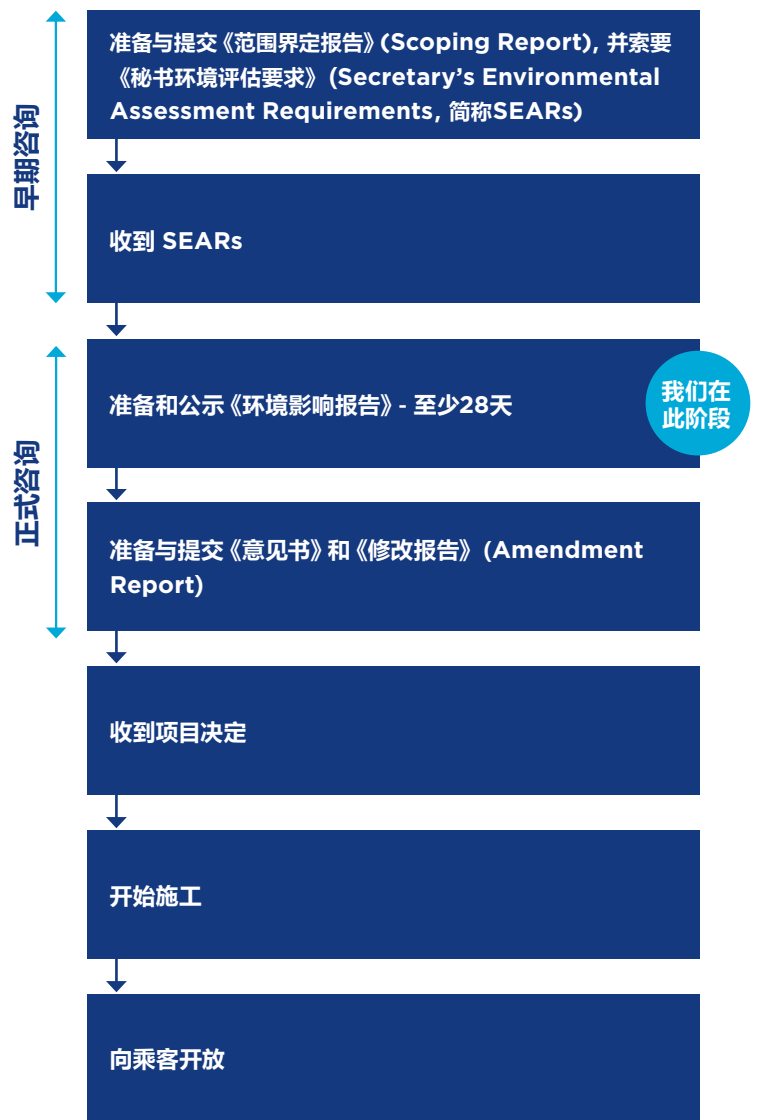 早期咨询
准备与提交《范围界定报告》(Scoping Report), 并索要
《秘书环境评估要求》(Secretary's Environmental
Assessment Requirements, 简称SEARs)
收到 SEARs
正式咨询
准备和公示《环境影响报告》- 至少28天
我们在
此阶段
准备与提交《意见书》和《修改报告》(Amendment
Report)
收到项目决定
开始施工
向乘客开放